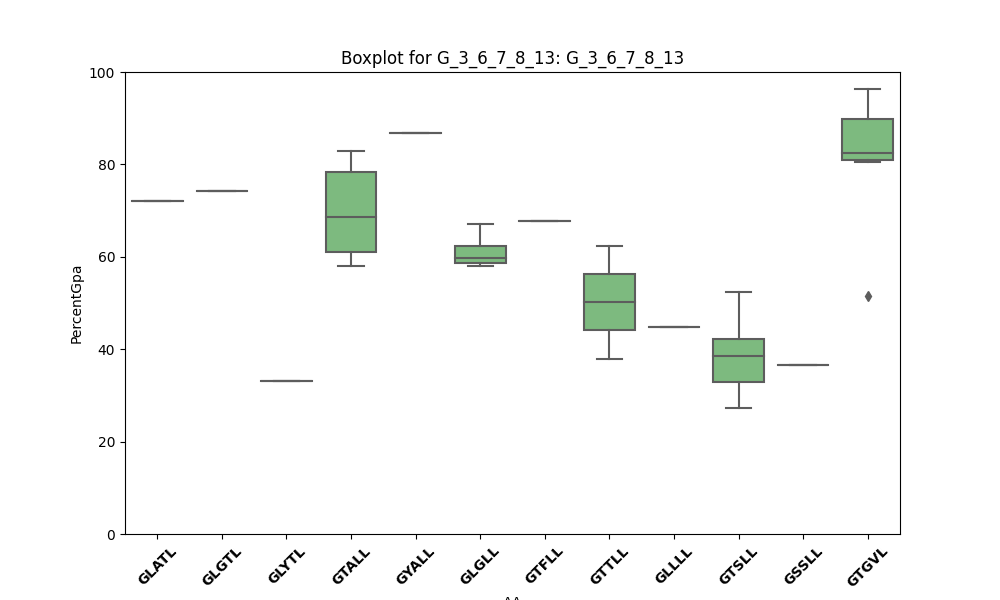 Boxplot for G_3_6_7_8_13: G_3_6_7_8_13
100
80
60
40
20
0
PercentGpa
GLATL GLGTL GLYTL GTALL GYALL GLGLL GTFLL GTTLL GLLLL GTSLL GSSLL GTGVL